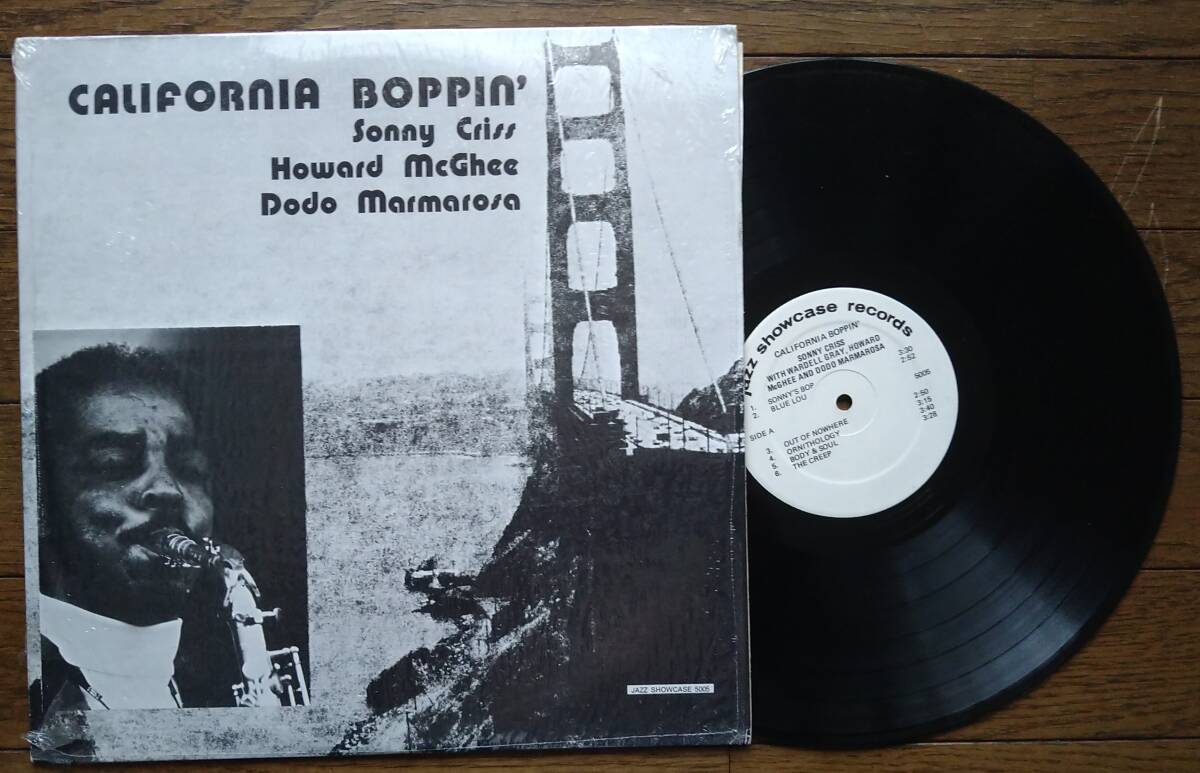 CALIFORNIA BOPPIN'
Sonny Criss
Howard McGhee
Dodo Marmarosa
JAZZ SHOWCASE 5005
jazz showcase records
CALIFORNIA BOPPIN'
SONNY CRISS
WITH WARDELL GRAY, HOWARD
McGHEE AND DODO MARMAROSA
1. SONNY'S BOP 3:30
2. BLUE LOU 2:52
5005
SIDE A
3. OUT OF NOWHERE 2:50
4. ORNITHOLOGY 3:15
5. BODY & SOUL 3:40
6. THE CREEP 3:28